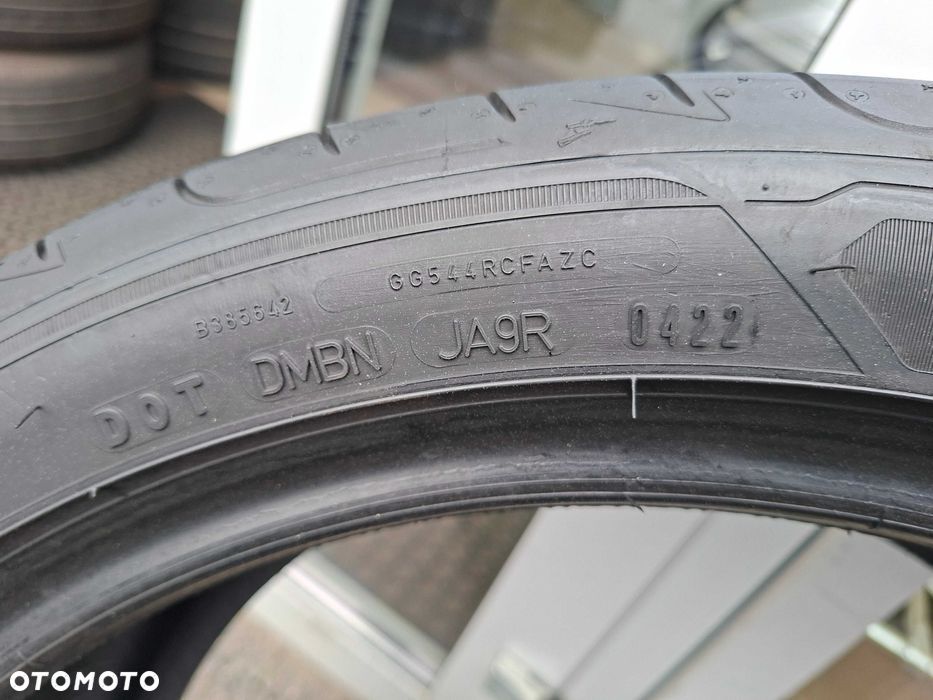 GG544RCFAZC
B385642
DOT DMBN JA9R 0422
OTOMOTO